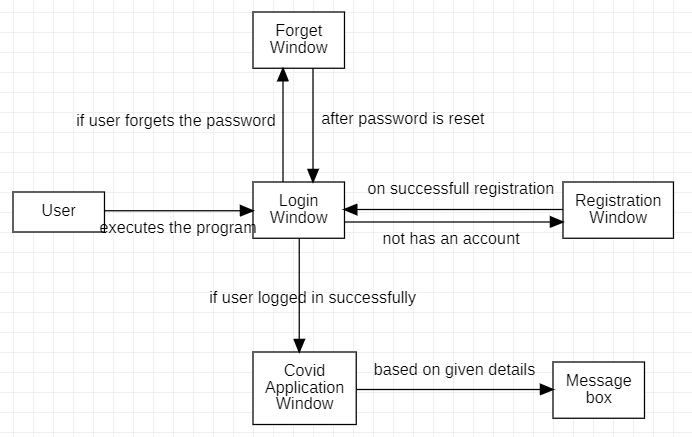 Forget
Window
if user forgets the password
after password is reset
User
executes the program
Login
Window
on successfull registration
not has an account
Registration
Window
if user logged in successfully
Covid
Application
Window
based on given details
Message
box